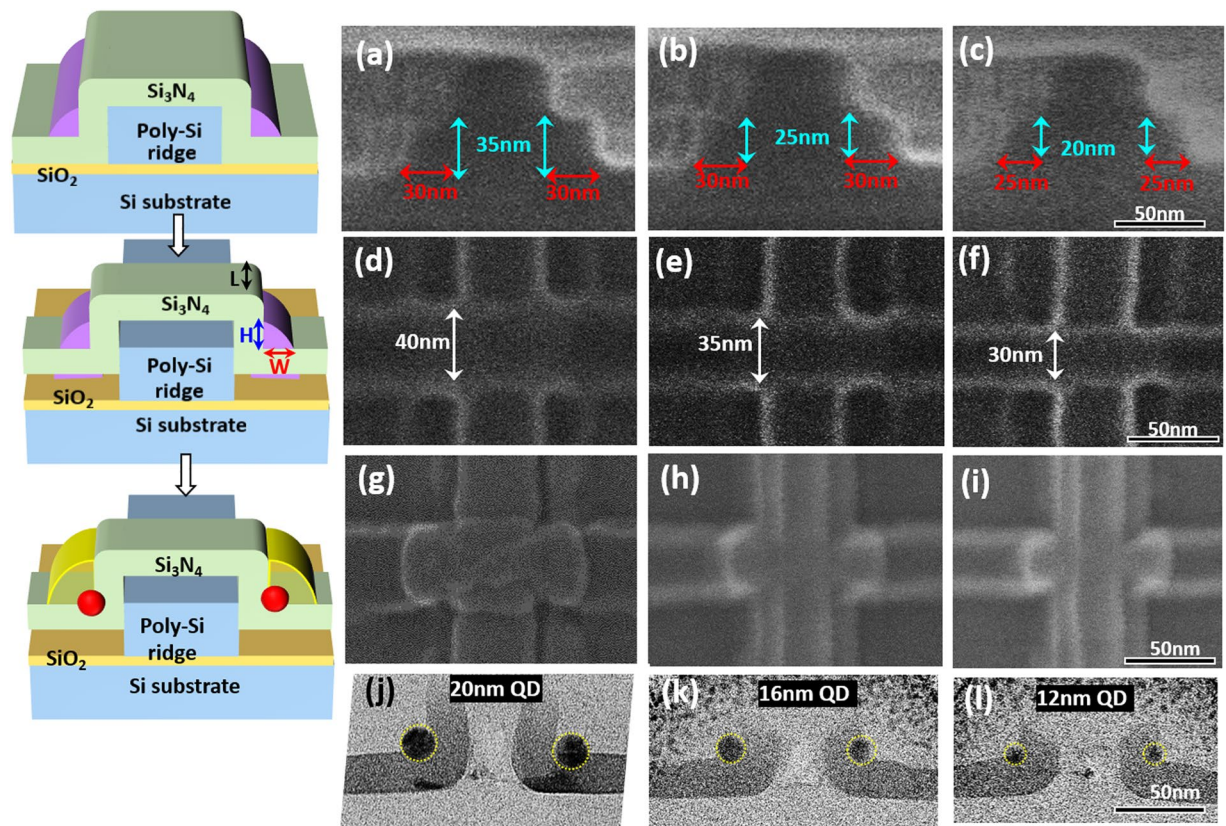 Si₃N₄
Poly-Si
ridge
SiO₂
Si substrate
L
Si₃N₄
H
W
Poly-Si
ridge
SiO₂
Si substrate
Si₃N₄
Poly-Si
ridge
SiO₂
Si substrate
(a)
35nm
30nm
30nm
(b)
25nm
30nm
30nm
(c)
20nm
25nm
25nm
50nm
(d)
40nm
(e)
35nm
(f)
30nm
50nm
(g)
(h)
(i)
50nm
(j)
20nm QD
(k)
16nm QD
(l)
12nm QD
50nm